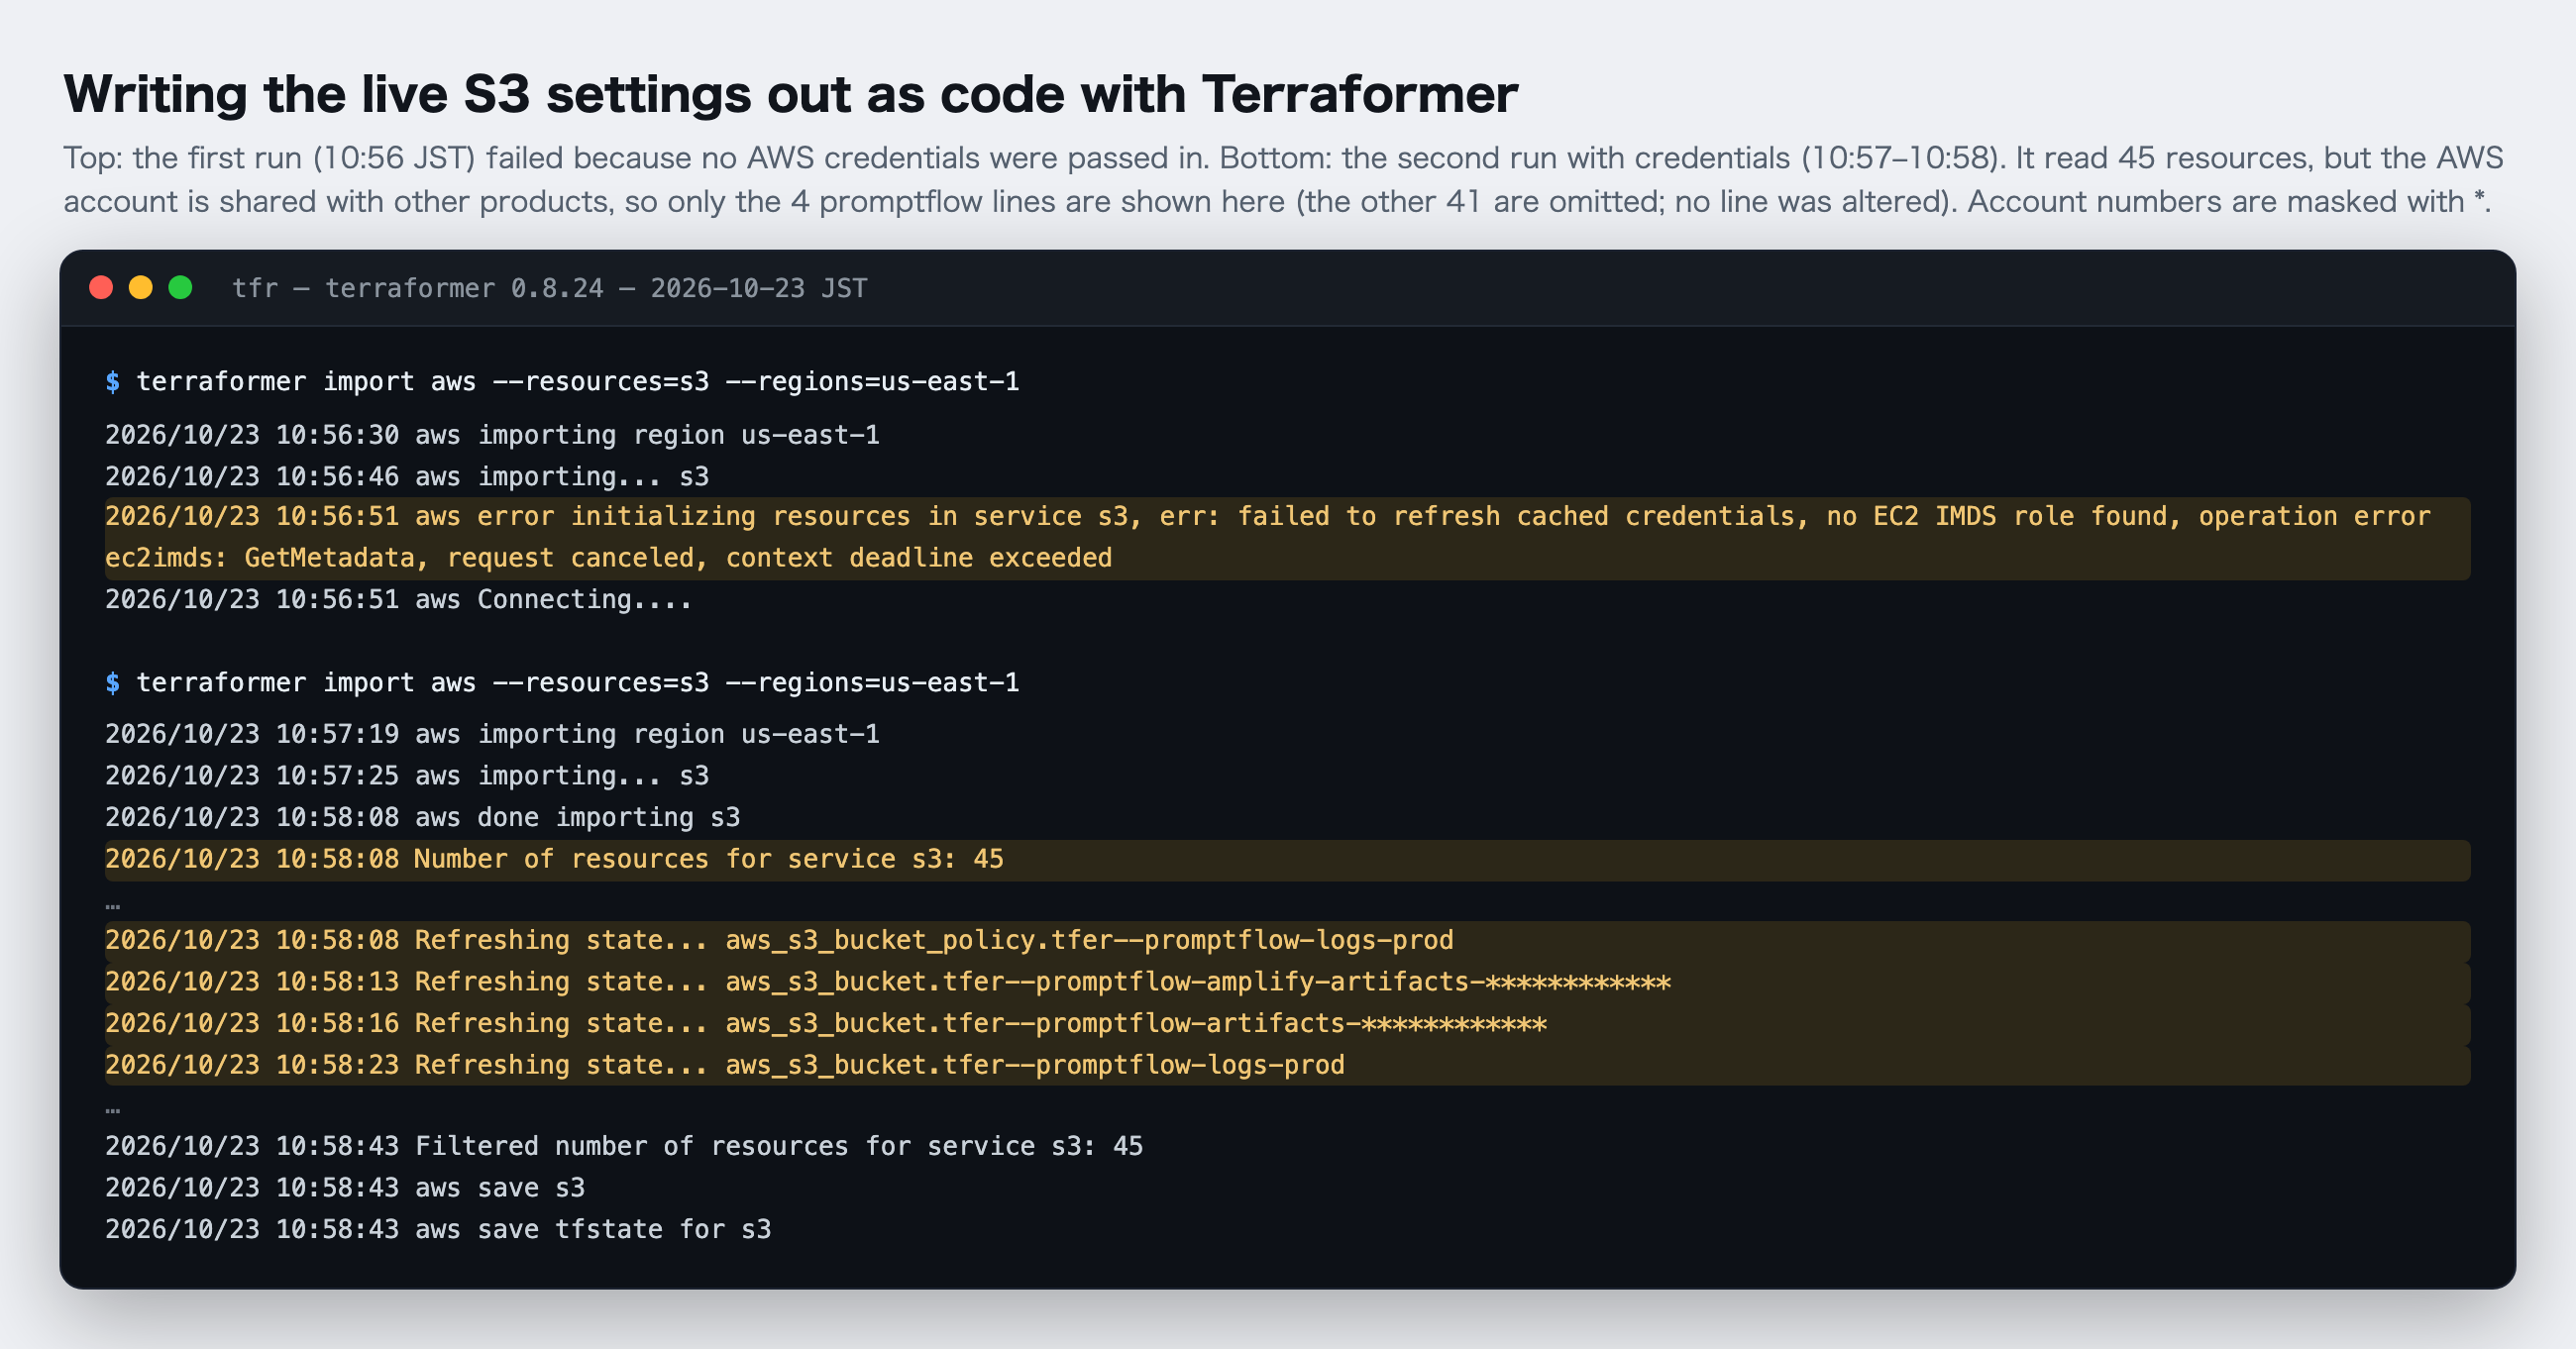 Writing the live S3 settings out as code with Terraformer
Top: the first run (10:56 JST) failed because no AWS credentials were passed in. Bottom: the second run with credentials (10:57–10:58). It read 45 resources, but the AWS
account is shared with other products, so only the 4 promptflow lines are shown here (the other 41 are omitted; no line was altered). Account numbers are masked with *.
tfr — terraformer 0.8.24 — 2026-10-23 JST
$ terraformer import aws --resources=s3 --regions=us-east-1
2026/10/23 10:56:30 aws importing region us-east-1
2026/10/23 10:56:46 aws importing... s3
2026/10/23 10:56:51 aws error initializing resources in service s3, err: failed to refresh cached credentials, no EC2 IMDS role found, operation error
ec2imds: GetMetadata, request canceled, context deadline exceeded
2026/10/23 10:56:51 aws Connecting....
$ terraformer import aws --resources=s3 --regions=us-east-1
2026/10/23 10:57:19 aws importing region us-east-1
2026/10/23 10:57:25 aws importing... s3
2026/10/23 10:58:08 aws done importing s3
2026/10/23 10:58:08 Number of resources for service s3: 45
…
2026/10/23 10:58:08 Refreshing state... aws_s3_bucket_policy.tfer--promptflow-logs-prod
2026/10/23 10:58:13 Refreshing state... aws_s3_bucket.tfer--promptflow-amplify-artifacts-************
2026/10/23 10:58:16 Refreshing state... aws_s3_bucket.tfer--promptflow-artifacts-************
2026/10/23 10:58:23 Refreshing state... aws_s3_bucket.tfer--promptflow-logs-prod
…
2026/10/23 10:58:43 Filtered number of resources for service s3: 45
2026/10/23 10:58:43 aws save s3
2026/10/23 10:58:43 aws save tfstate for s3